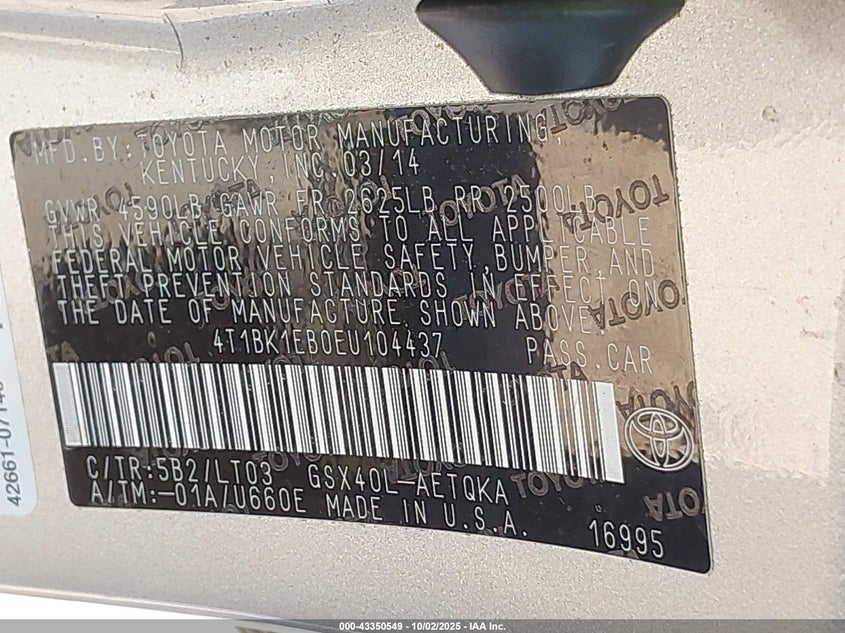 MFD.BY:TOYOTA MOTOR MANUFACTURING,
KENTUCKY,INC.03/14
GVWR 4590LB GAWR FR 2625LB RR 2500LB
THIS VEHICLE CONFORMS TO ALL APPLICABLE
FEDERAL MOTOR VEHICLE SAFETY,BUMPER,AND
THEFT PREVENTION STANDARDS IN EFFECT ON
THE DATE OF MANUFACTURE SHOWN ABOVE.
4T1BK1EB0EU104437 PASS.CAR
C/TR:5B2/LT03 GSX40L-AETQKA
A/TM:-01A/U660E MADE IN U.S.A.
16995
TOYOTA
000-43350549 - 10/02/2025 - IAA Inc.